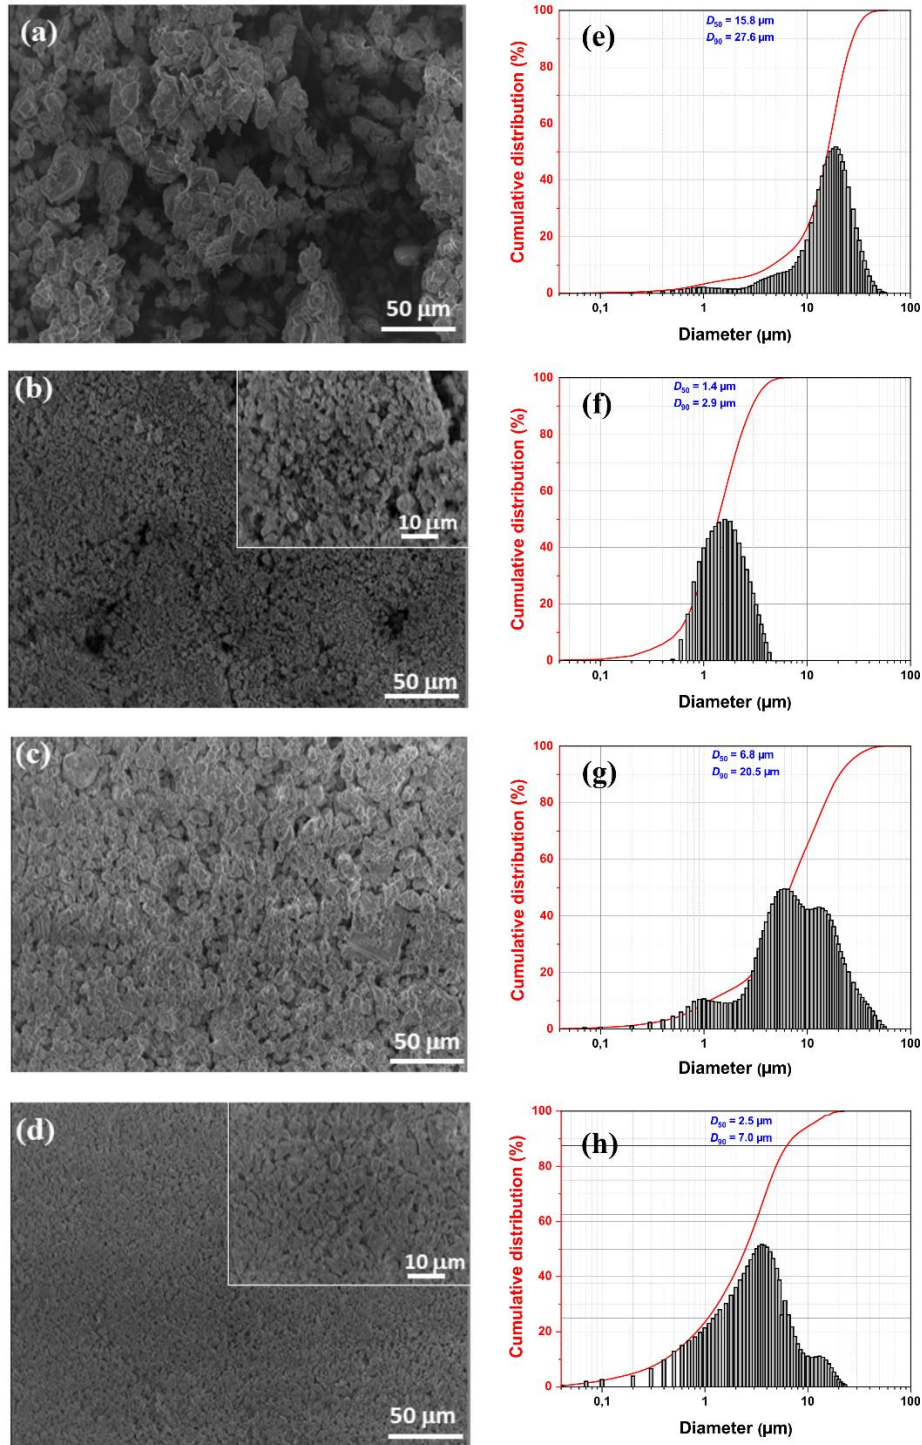 (a)
50 µm
(e)
D50 = 15.8 µm
D90 = 27.6 µm
Cumulative distribution (%)
100
80
60
40
20
0
0,1 1 10 100
Diameter (µm)
(b)
10 µm
50 µm
(f)
D50 = 1.4 µm
D90 = 2.9 µm
Cumulative distribution (%)
100
80
60
40
20
0
0,1 1 10 100
Diameter (µm)
(c)
50 µm
(g)
D50 = 6.8 µm
D90 = 20.5 µm
Cumulative distribution (%)
100
80
60
40
20
0
0,1 1 10 100
Diameter (µm)
(d)
10 µm
50 µm
(h)
D50 = 2.5 µm
D90 = 7.0 µm
Cumulative distribution (%)
100
80
60
40
20
0
0,1 1 10 100
Diameter (µm)